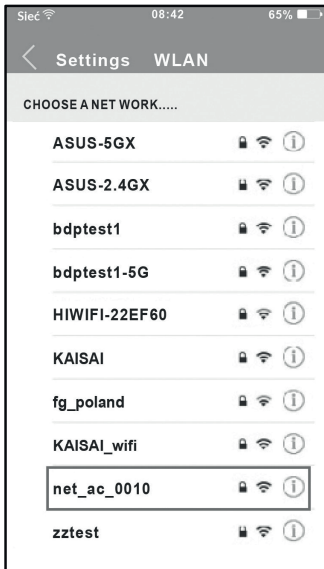 Sieć 08:42 65%
Settings WLAN
CHOOSE A NET WORK.....
ASUS-5GX
ASUS-2.4GX
bdptest1
bdptest1-5G
HIWIFI-22EF60
KAISAI
fg_poland
KAISAI_wifi
net_ac_0010
zztest